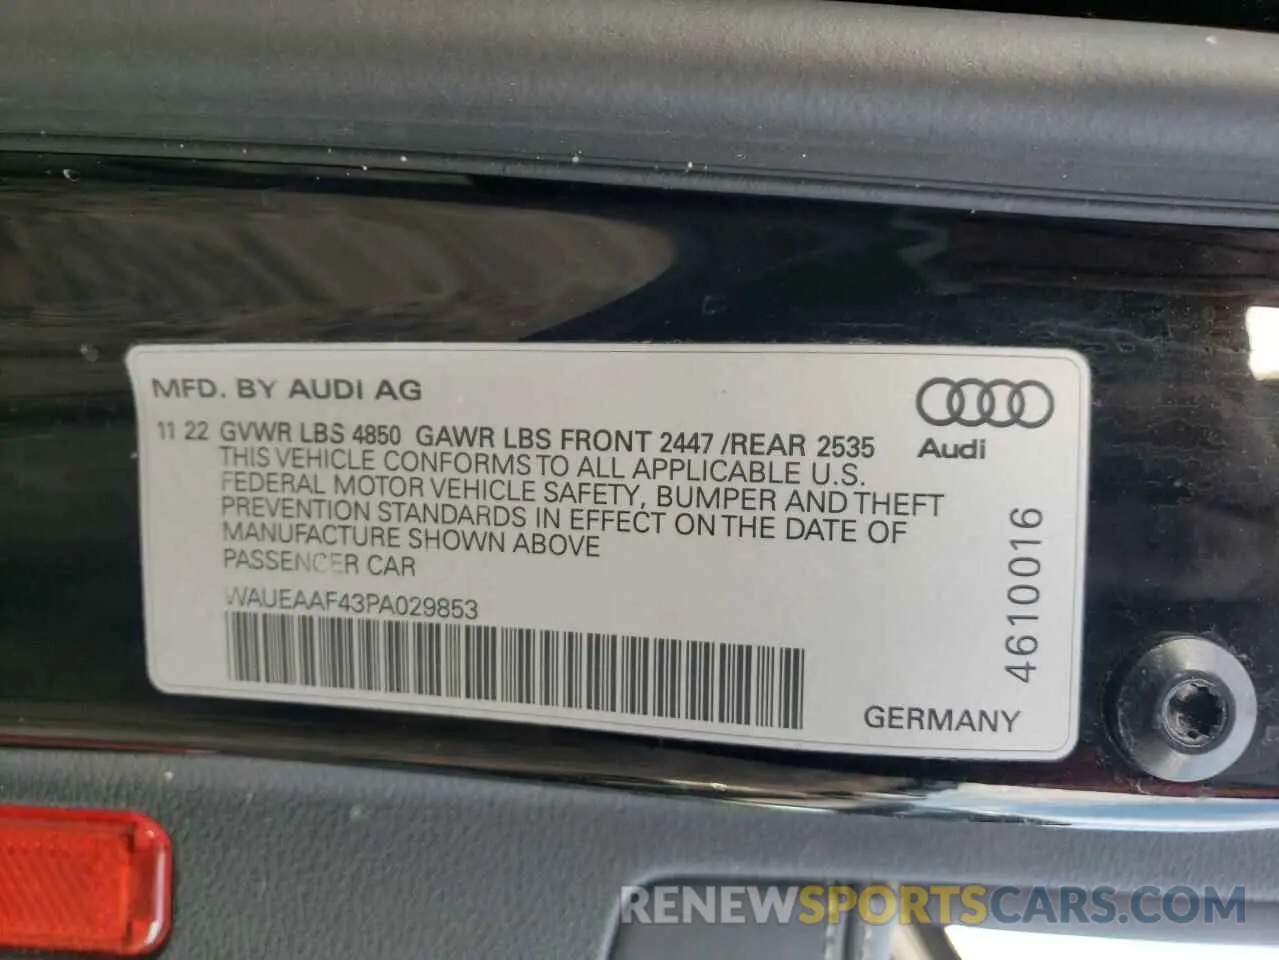 MFD. BY AUDI AG
11 22 GVWR LBS 4850 GAWR LBS FRONT 2447 /REAR 2535
THIS VEHICLE CONFORMS TO ALL APPLICABLE U.S.
FEDERAL MOTOR VEHICLE SAFETY, BUMPER AND THEFT
PREVENTION STANDARDS IN EFFECT ON THE DATE OF
MANUFACTURE SHOWN ABOVE
PASSENCER CAR
WAUEAAF43PA029853
Audi
4610016
GERMANY
RENEWSPORTSCARS.COM